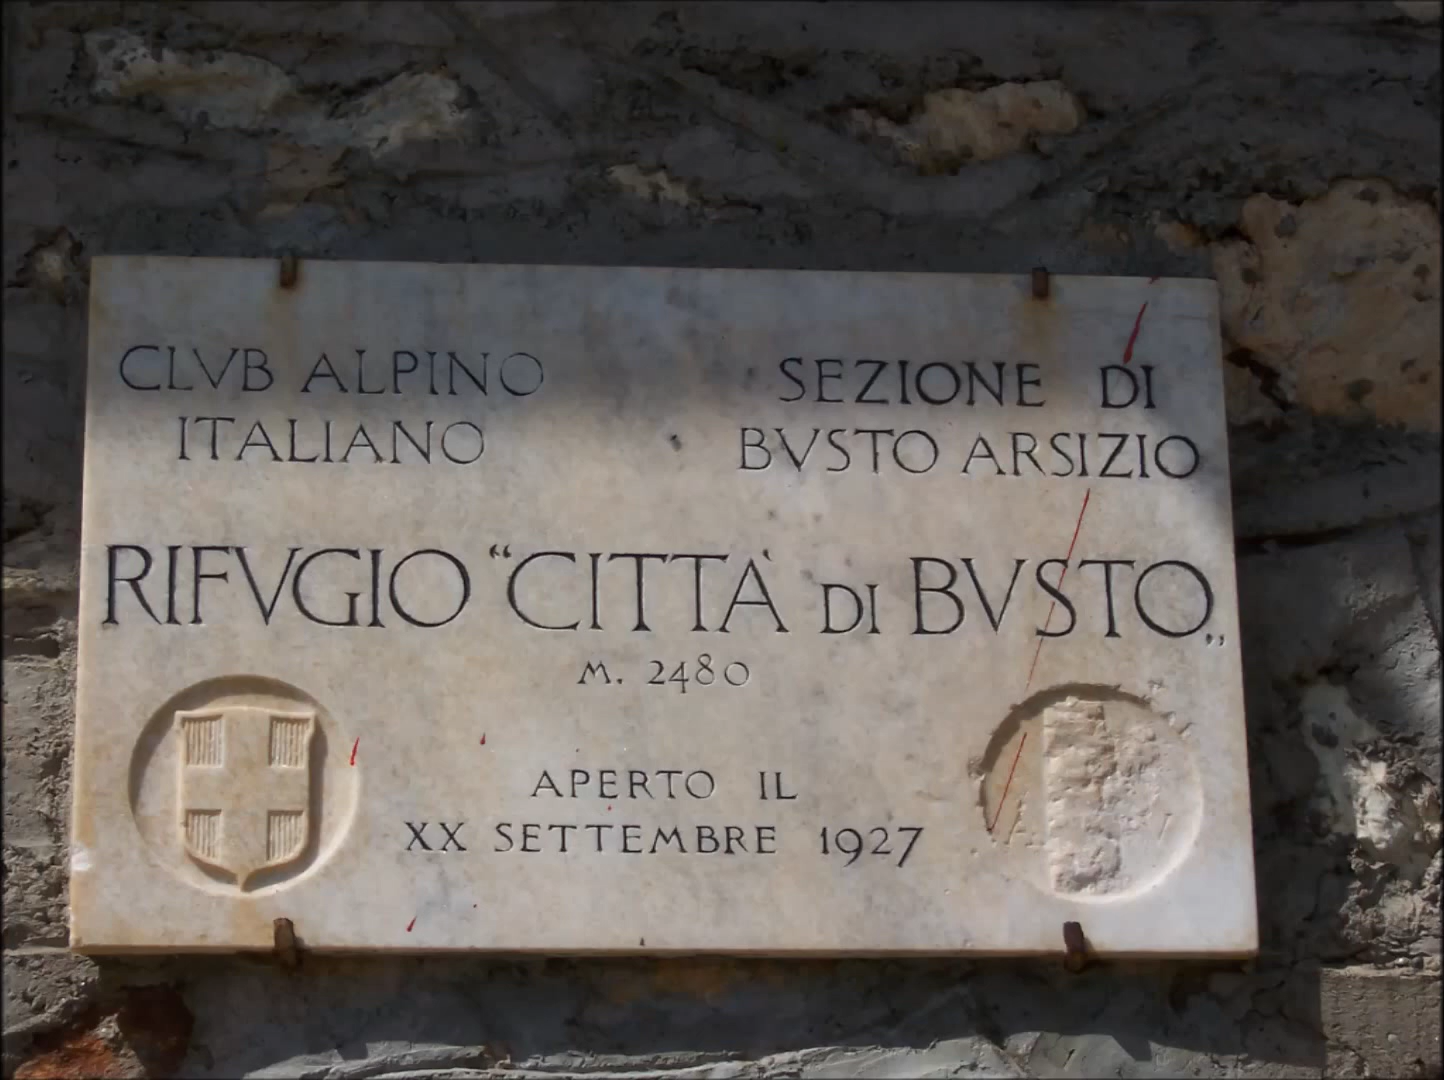 CLVB ALPINO
ITALIANO
SEZIONE DI
BVSTO ARSIZIO
RIFVGIO “CITTÀ DI BVSTO„
M. 2480
APERTO IL
XX SETTEMBRE 1927